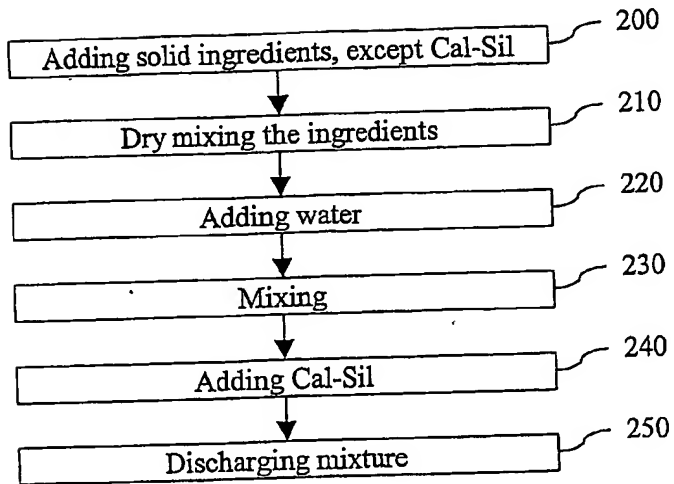 200
Adding solid ingredients, except Cal-Sil
210
Dry mixing the ingredients
220
Adding water
230
Mixing
240
Adding Cal-Sil
250
Discharging mixture